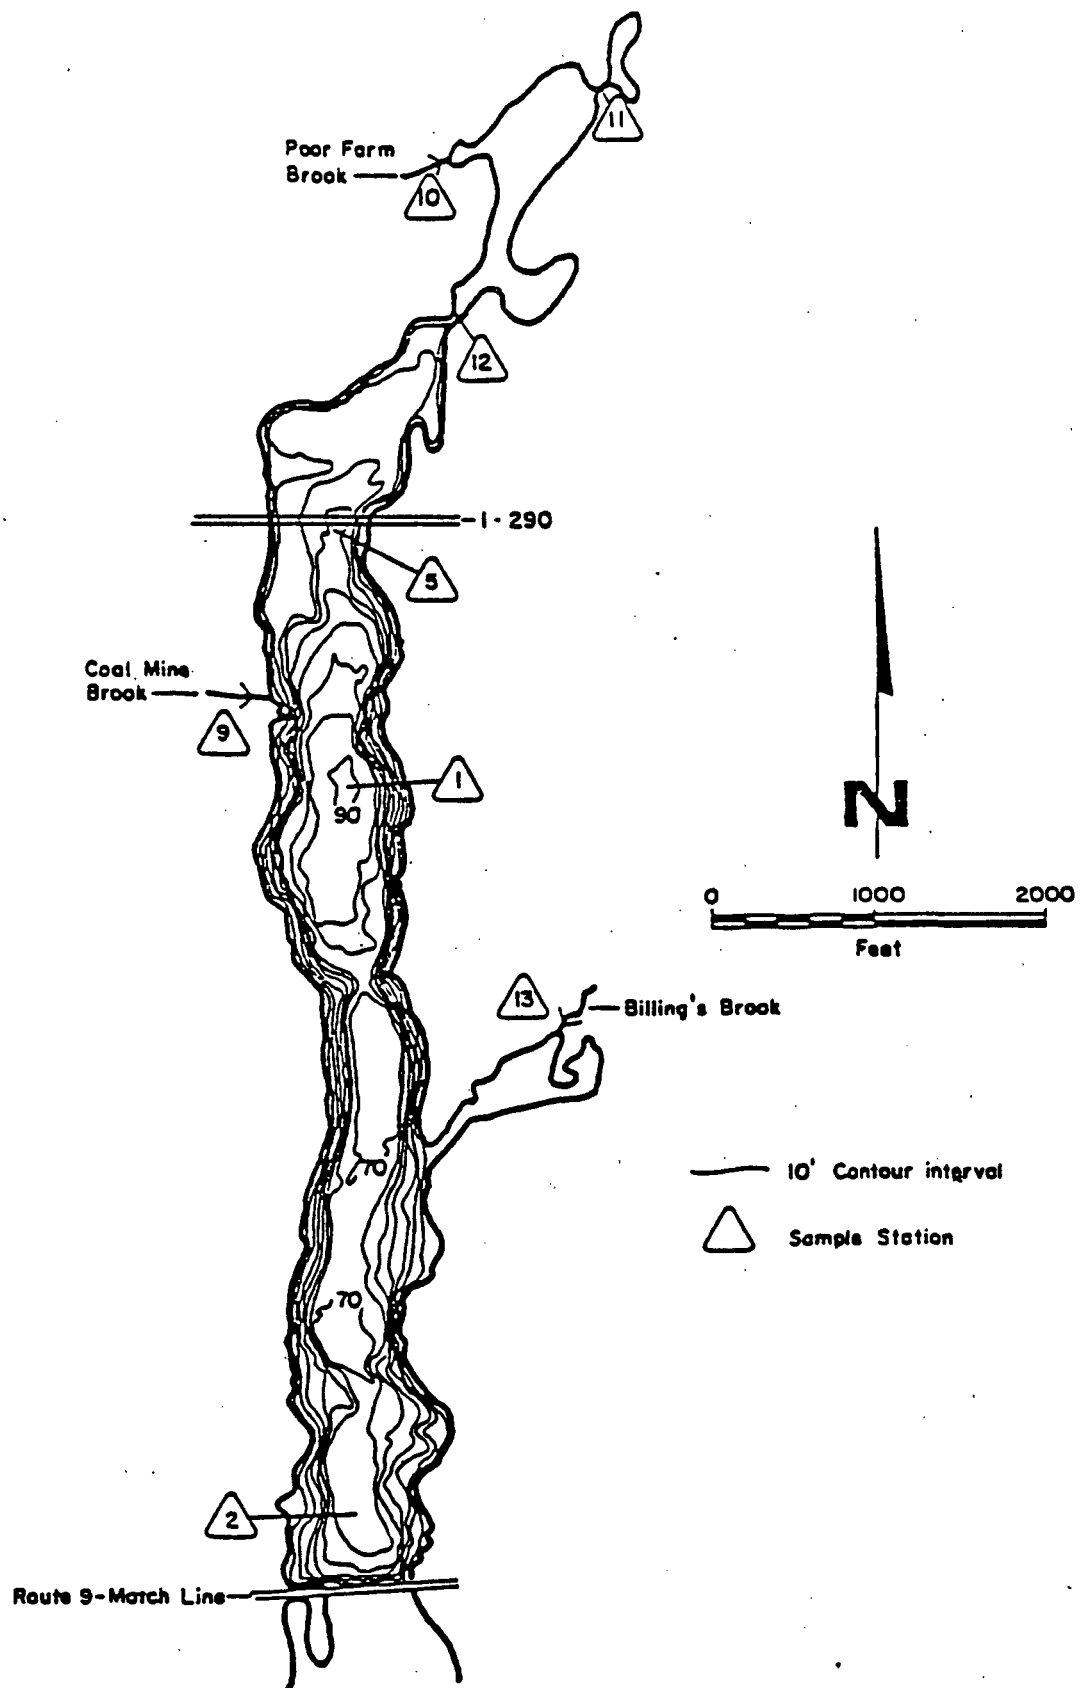 11
Poor Farm
Brook
10
12
I-290
5
Coal Mine
Brook
9
1
90
N
0 1000 2000
Feet
13
Billing's Brook
70
10' Contour interval
Sample Station
70
2
Route 9-Match Line